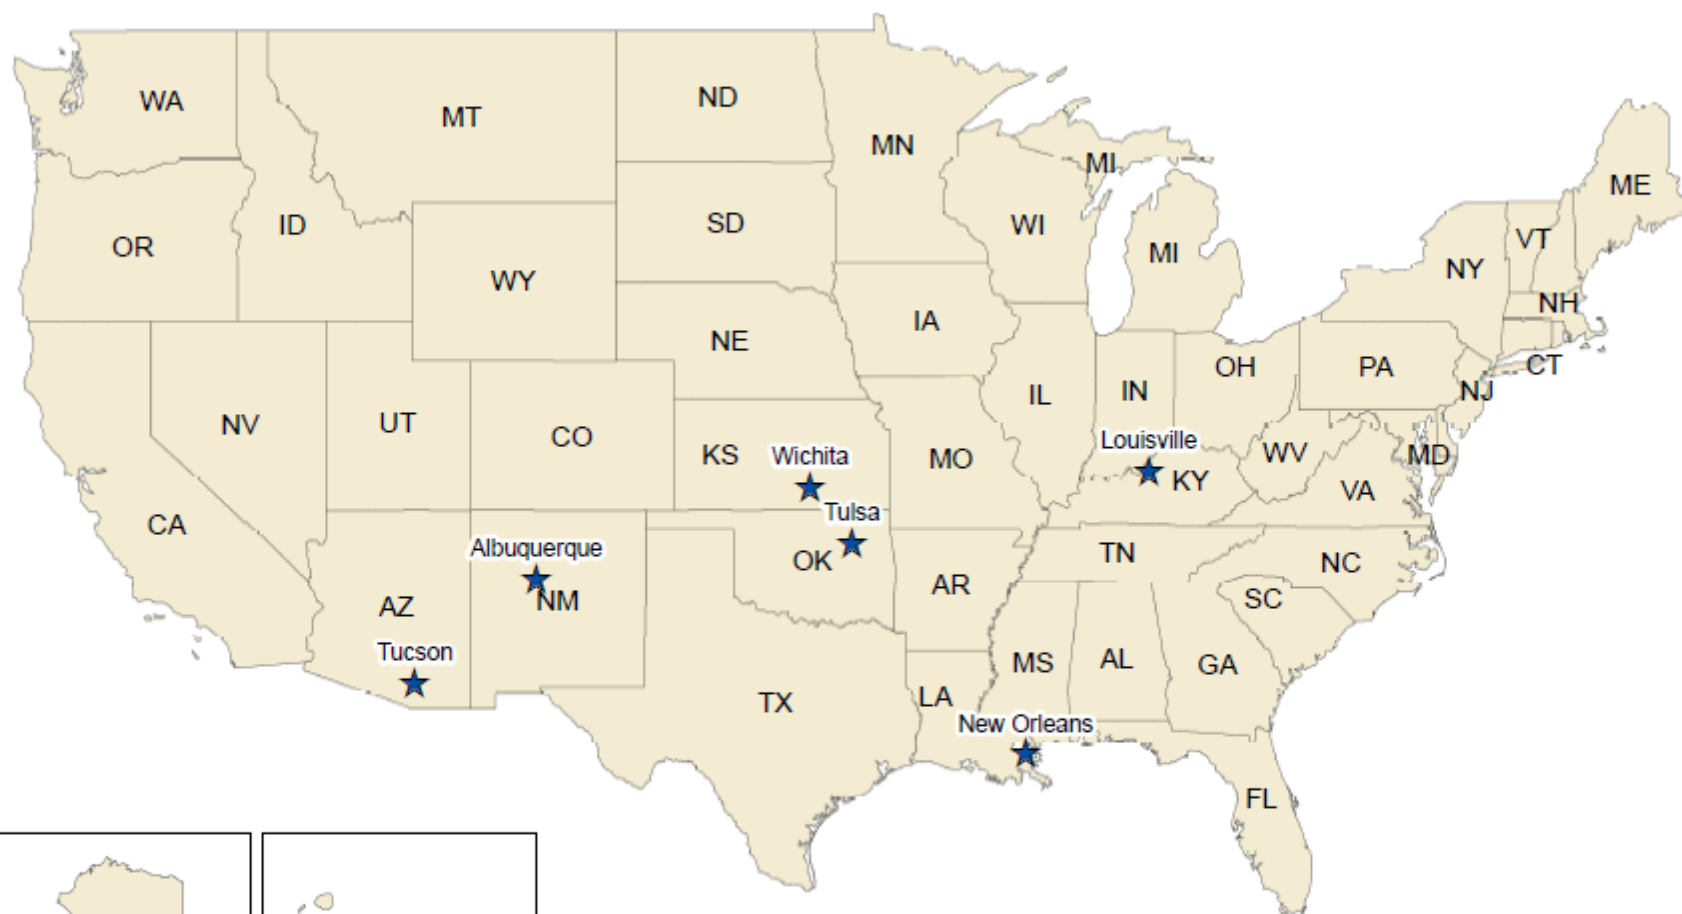 WA
MT
ND
MN
MI
ME
OR
ID
SD
WI
MI
VT
NY
WY
NH
IA
NE
OH
PA
CT
NV
UT
CO
IL
IN
NJ
KS
Wichita
MO
Louisville
KY
WV
MD
VA
CA
Tulsa
Albuquerque
OK
TN
NC
AZ
NM
AR
SC
Tucson
MS
AL
GA
TX
LA
New Orleans
FL